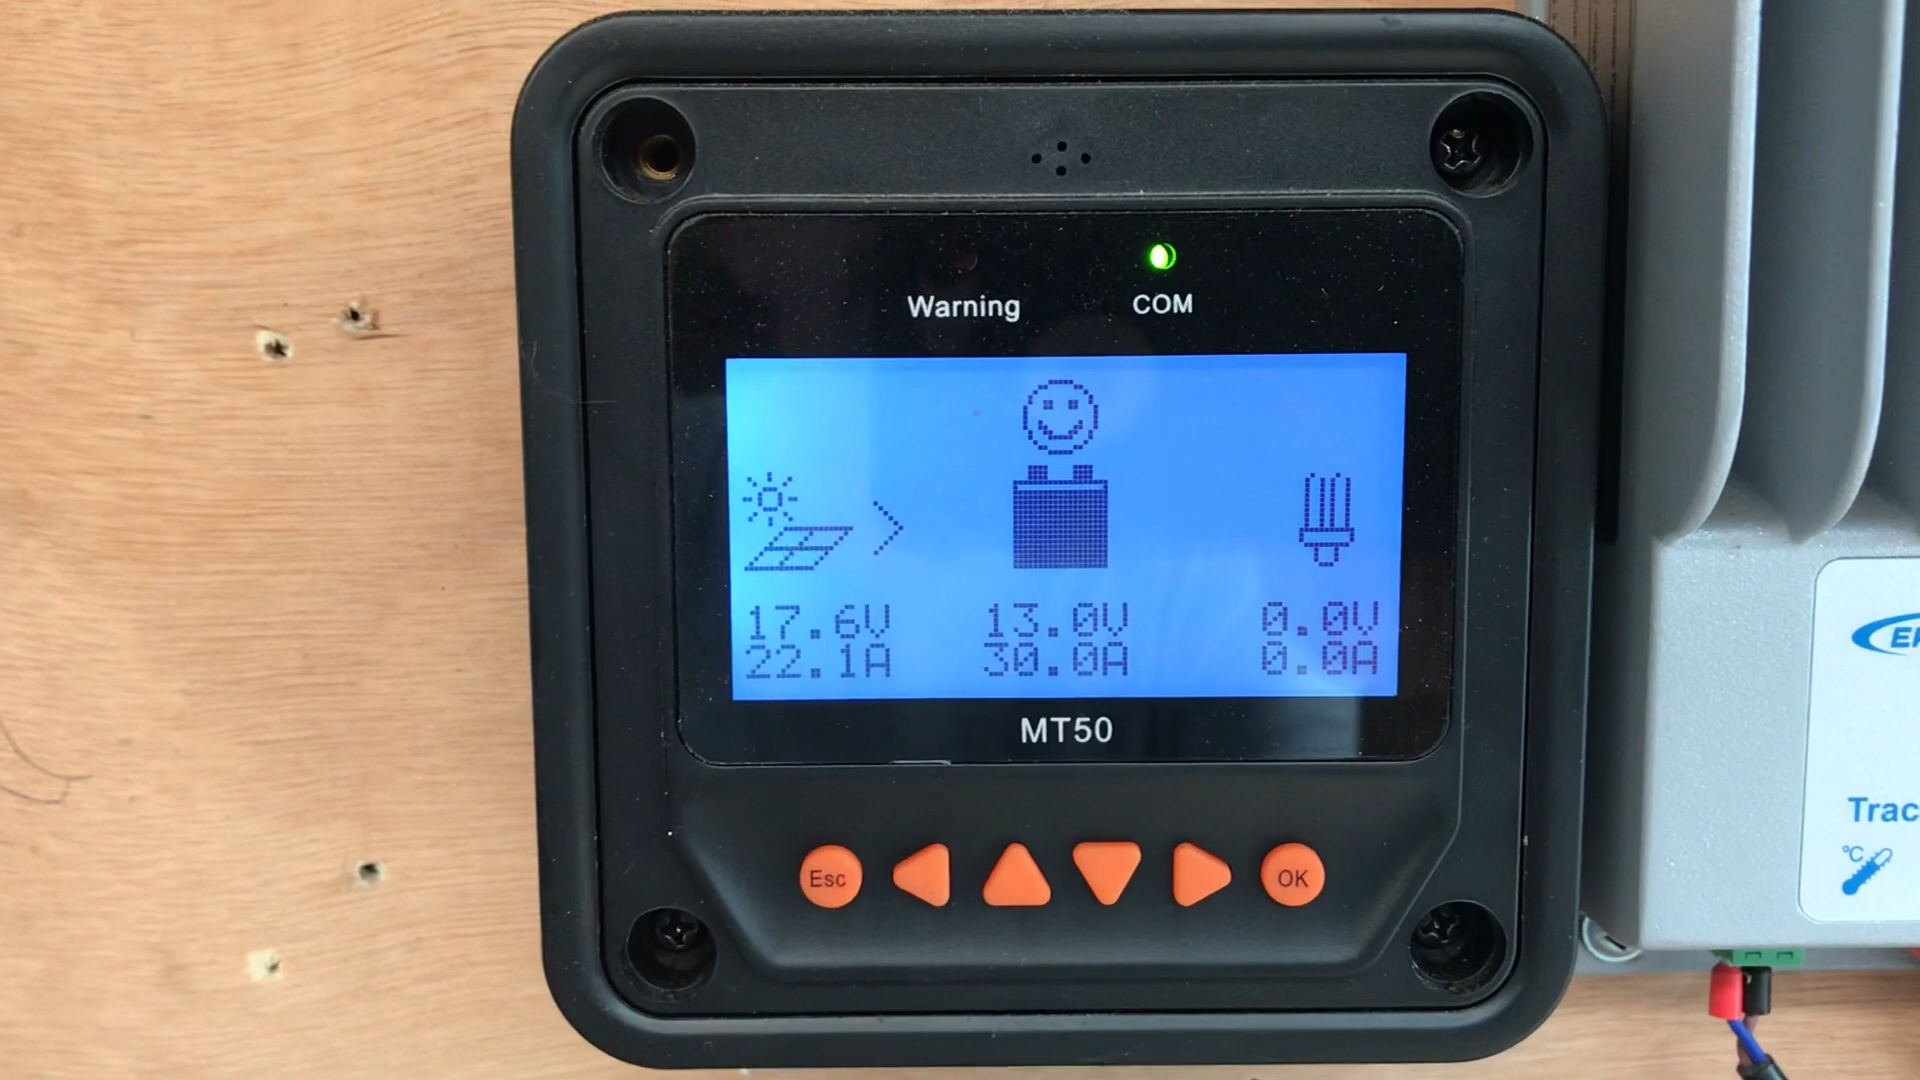 Warning COM
17.6V 13.0V 0.0V
22.1A 30.0A 0.0A
MT50
Esc OK
Trac
°C